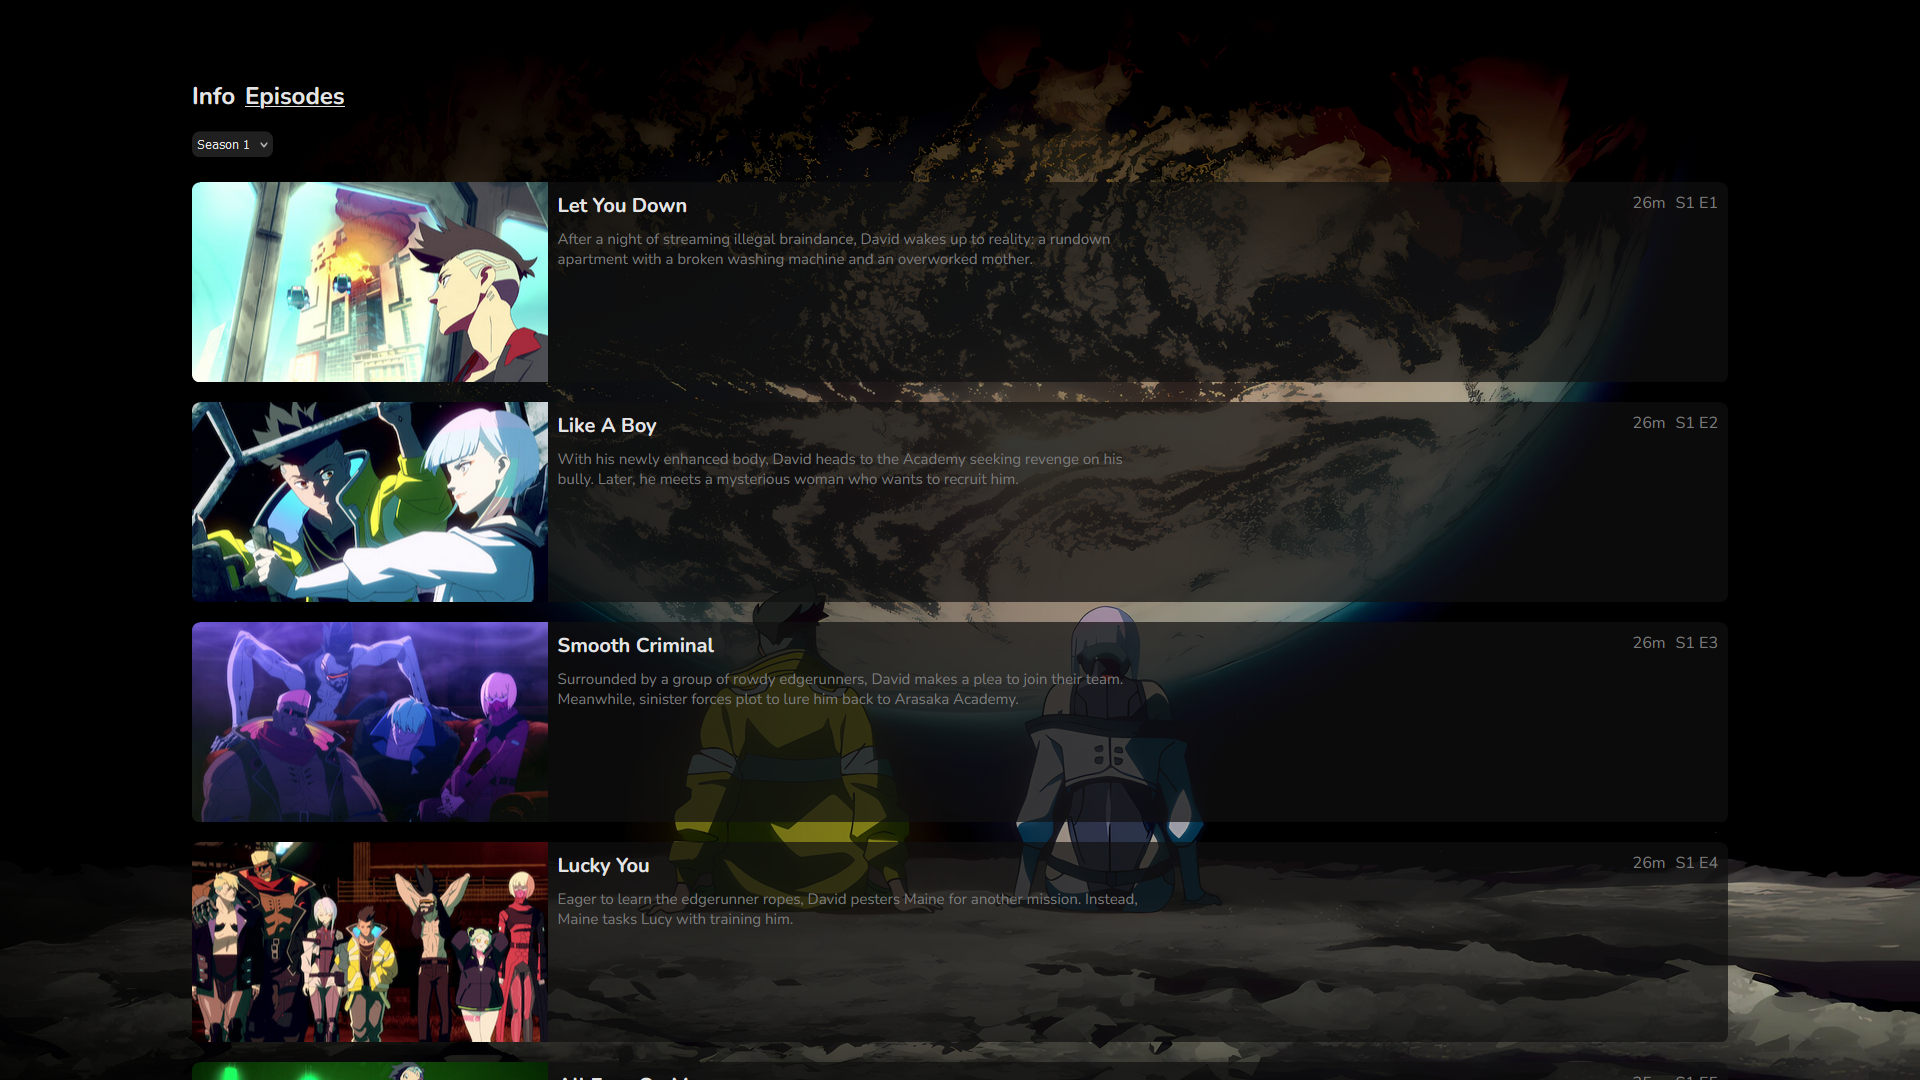 Info Episodes
Season 1
Let You Down
26m S1 E1
After a night of streaming illegal braindance, David wakes up to reality: a rundown
apartment with a broken washing machine and an overworked mother.
Like A Boy
26m S1 E2
With his newly enhanced body, David heads to the Academy seeking revenge on his
bully. Later, he meets a mysterious woman who wants to recruit him.
Smooth Criminal
26m S1 E3
Surrounded by a group of rowdy edgerunners, David makes a plea to join their team.
Meanwhile, sinister forces plot to lure him back to Arasaka Academy.
Lucky You
26m S1 E4
Eager to learn the edgerunner ropes, David pesters Maine for another mission. Instead,
Maine tasks Lucy with training him.